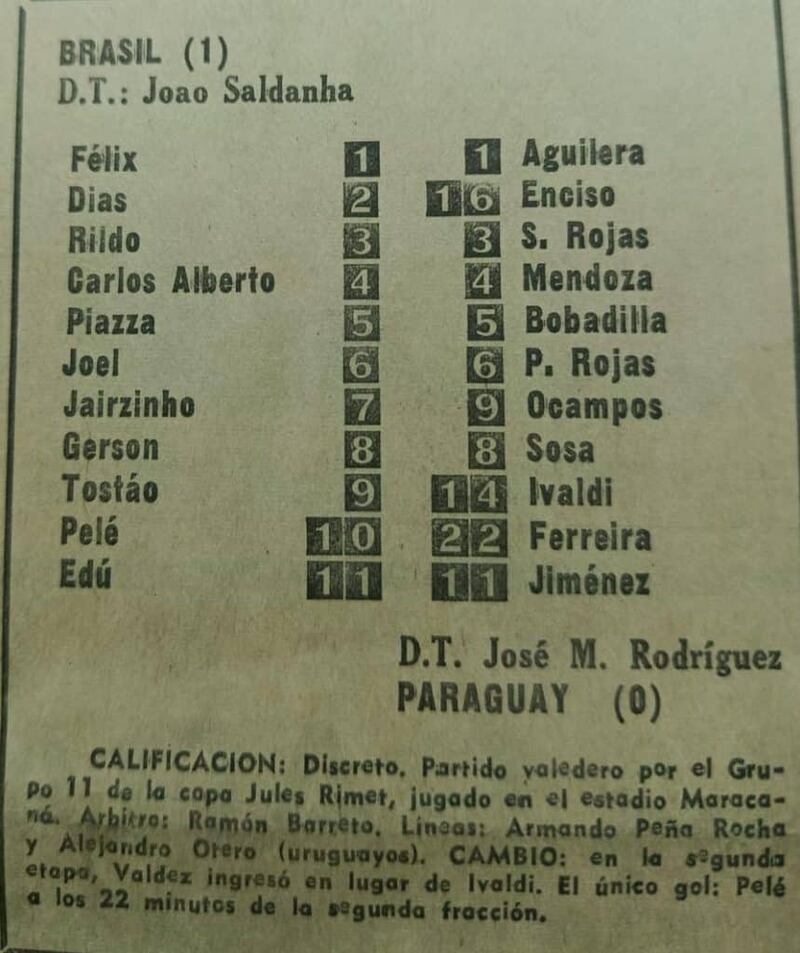 BRASIL (1)
D.T.: Joao Saldanha
Félix 1 1 Aguilera
Dias 2 16 Enciso
Rildo 3 3 S. Rojas
Carlos Alberto 4 4 Mendoza
Piazza 5 5 Bobadilla
Joel 6 6 P. Rojas
Jairzinho 7 9 Ocampos
Gerson 8 8 Sosa
Tostáo 9 14 Ivaldi
Pelé 10 22 Ferreira
Edú 11 11 Jiménez
D.T. José M. Rodríguez
PARAGUAY (0)
CALIFICACION: Discreto. Partido valedero por el Gru-
po 11 de la copa Jules Rimet, jugado en el estadio Maraca-
ná. Arbitro: Ramón Barreto. Líneas: Armando Peña Rocha
y Alejandro Otero (uruguayos). CAMBIO: en la segunda
etapa, Valdez ingresó en lugar de Ivaldi. El único gol: Pelé
a los 22 minutos de la segunda fracción.